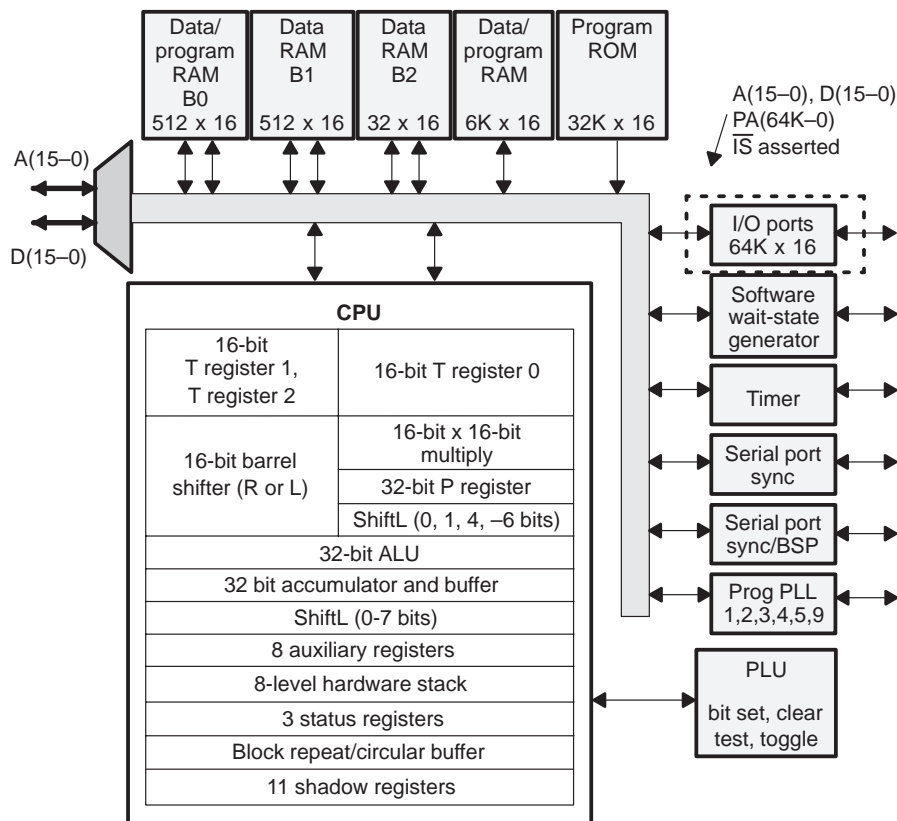 Data/
program
RAM
B0
512 x 16
Data
RAM
B1
512 x 16
Data
RAM
B2
32 x 16
Data/
program
RAM
6K x 16
Program
ROM
32K x 16
A(15–0), D(15–0)
PA(64K–0)
I̅S̅ asserted
A(15–0)
D(15–0)
I/O ports
64K x 16
Software
wait-state
generator
Timer
Serial port
sync
Serial port
sync/BSP
Prog PLL
1,2,3,4,5,9
PLU
bit set, clear
test, toggle
CPU
16-bit
T register 1,
T register 2
16-bit T register 0
16-bit barrel
shifter (R or L)
16-bit x 16-bit
multiply
32-bit P register
ShiftL (0, 1, 4, –6 bits)
32-bit ALU
32 bit accumulator and buffer
ShiftL (0-7 bits)
8 auxiliary registers
8-level hardware stack
3 status registers
Block repeat/circular buffer
11 shadow registers